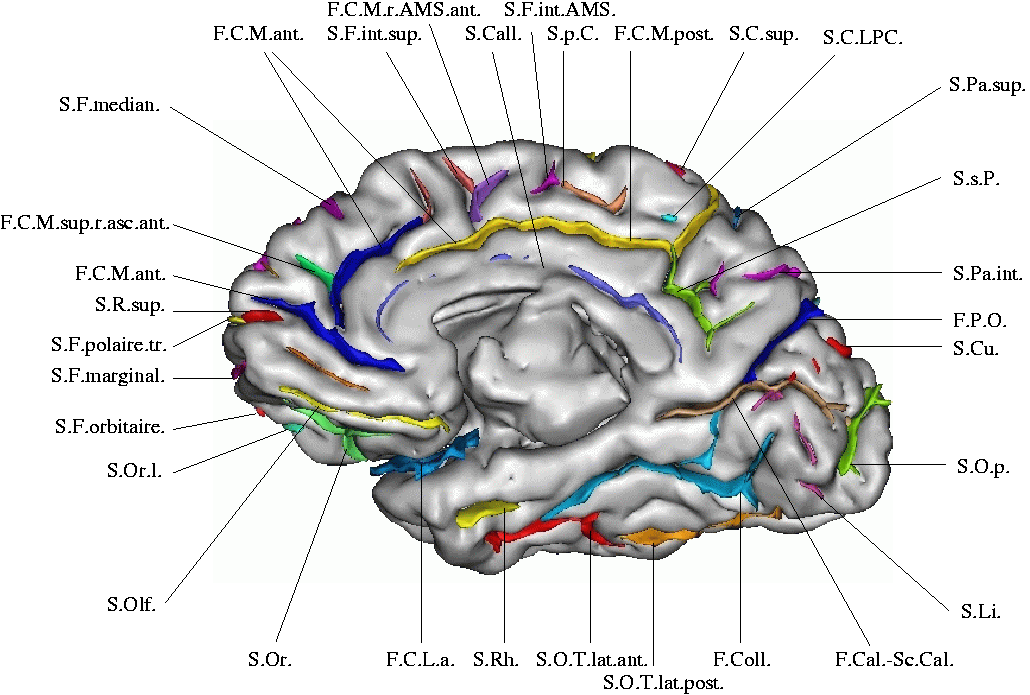 F.C.M.r.AMS.ant. S.F.int.AMS.
F.C.M.ant. S.F.int.sup. S.Call. S.p.C. F.C.M.post. S.C.sup. S.C.LPC.
S.Pa.sup.
S.F.median.
S.s.P.
F.C.M.sup.r.asc.ant.
F.C.M.ant. S.Pa.int.
S.R.sup.
F.P.O.
S.F.polaire.tr. S.Cu.
S.F.marginal.
S.F.orbitaire.
S.Or.l. S.O.p.
S.Olf. S.Li.
S.Or. F.C.L.a. S.Rh. S.O.T.lat.ant. F.Coll. F.Cal.-Sc.Cal.
S.O.T.lat.post.